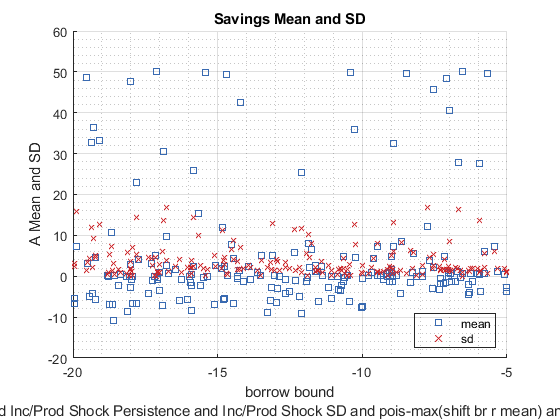 Savings Mean and SD
60
50
40
30
20
10
0
-10
-20
A Mean and SD
-20
-15
-10
-5
mean
sd
borrow bound
d Inc/Prod Shock Persistence and Inc/Prod Shock SD and pois-max(shift br r mean) an